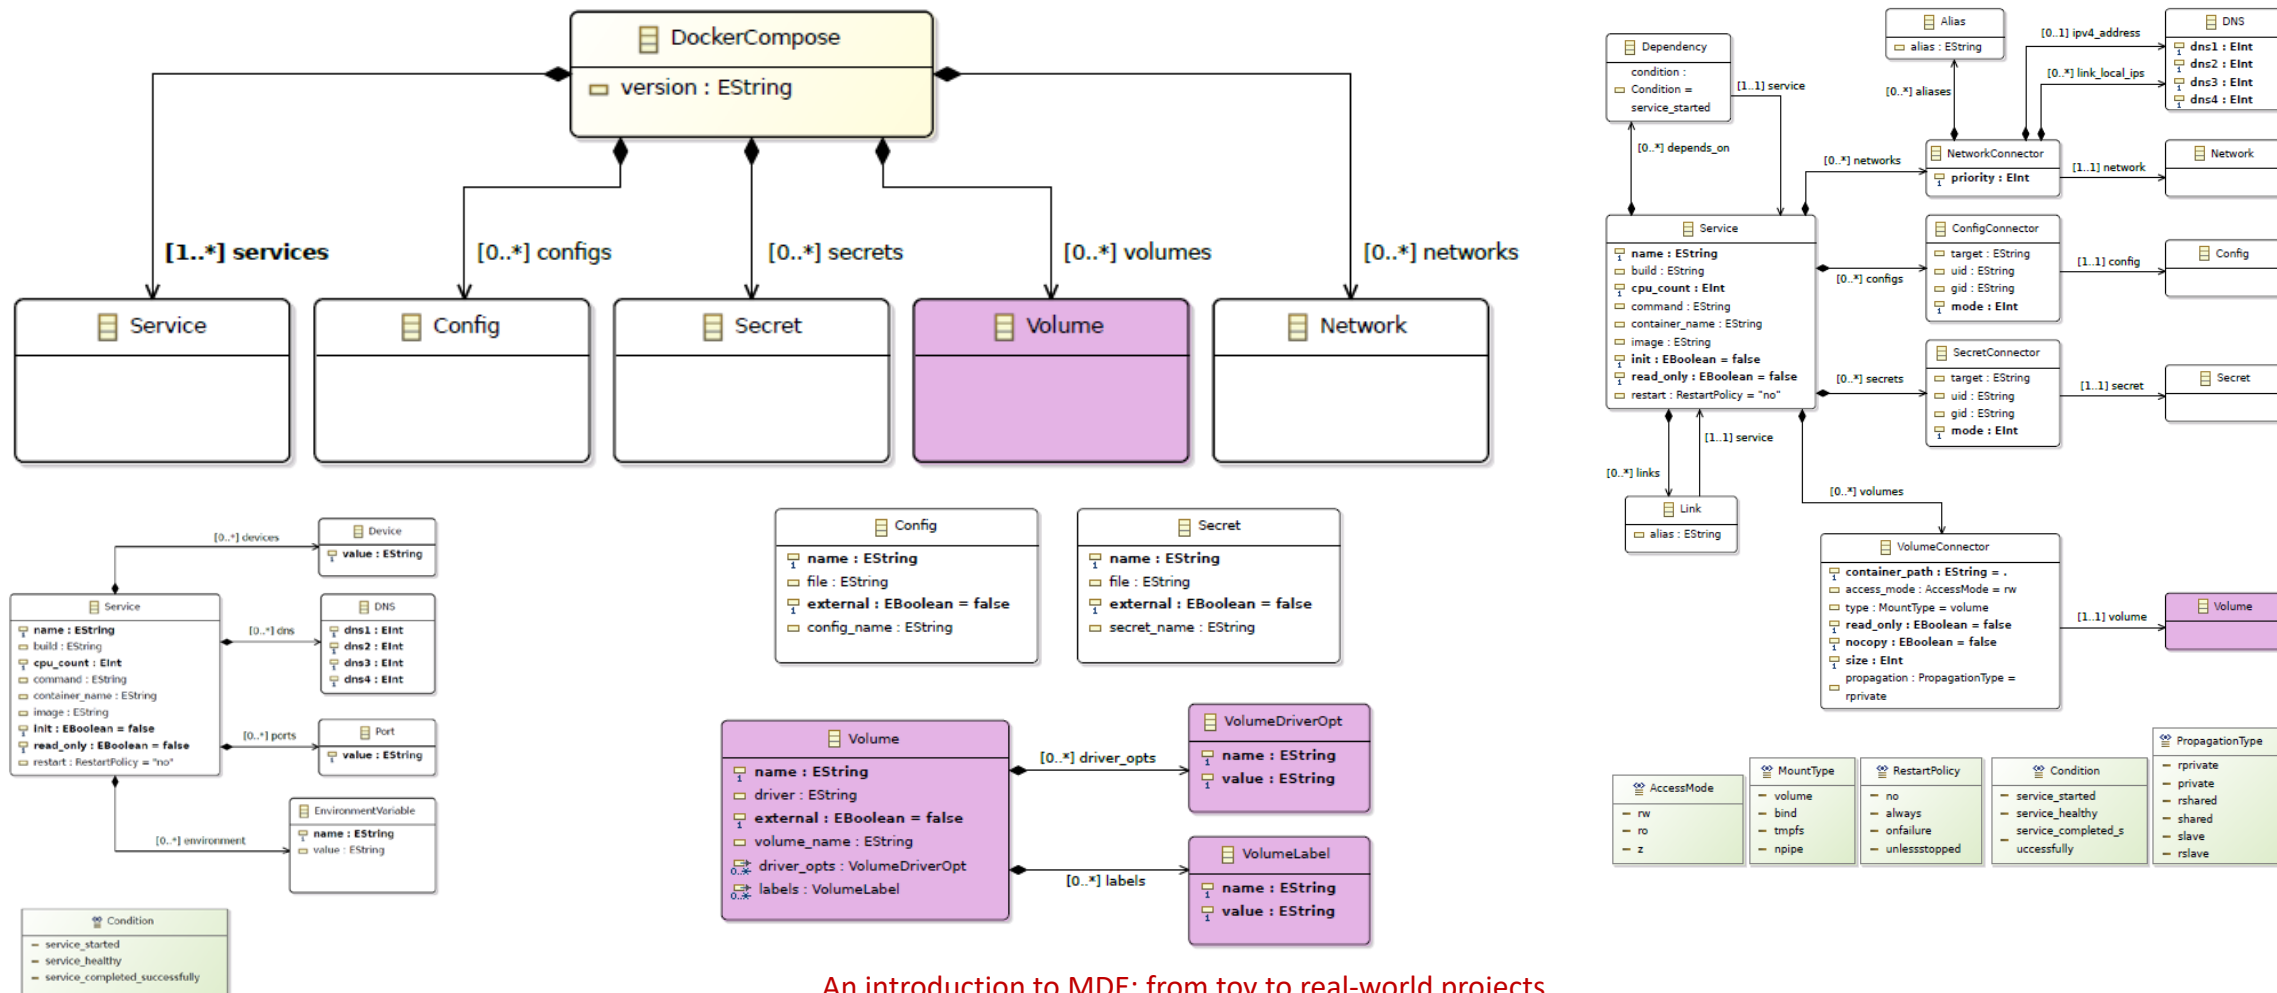 DockerCompose
version : EString
[1..*] services
[0..*] configs
[0..*] secrets
[0..*] volumes
[0..*] networks
Service
Config
Secret
Volume
Network
Dependency
condition :
Condition =
service_started
[1..1] service
[0..*] depends_on
Alias
alias : EString
[0..*] aliases
[0..1] ipv4_address
[0..*] link_local_ips
DNS
dns1 : EInt
dns2 : EInt
dns3 : EInt
dns4 : EInt
[0..*] networks
NetworkConnector
priority : EInt
[1..1] network
Network
Service
name : EString
build : EString
cpu_count : EInt
command : EString
container_name : EString
image : EString
init : EBoolean = false
read_only : EBoolean = false
restart : RestartPolicy = "no"
[0..*] configs
ConfigConnector
target : EString
uid : EString
gid : EString
mode : EInt
[1..1] config
Config
[0..*] secrets
SecretConnector
target : EString
uid : EString
gid : EString
mode : EInt
[1..1] secret
Secret
[1..1] service
[0..*] links
Link
alias : EString
[0..*] volumes
VolumeConnector
container_path : EString = .
access_mode : AccessMode = rw
type : MountType = volume
read_only : EBoolean = false
nocopy : EBoolean = false
size : EInt
propagation : PropagationType =
rprivate
[1..1] volume
Volume
[0..*] devices
Device
value : EString
Service
name : EString
build : EString
cpu_count : EInt
command : EString
container_name : EString
image : EString
init : EBoolean = false
read_only : EBoolean = false
restart : RestartPolicy = "no"
[0..*] dns
DNS
dns1 : EInt
dns2 : EInt
dns3 : EInt
dns4 : EInt
[0..*] ports
Port
value : EString
[0..*] environment
EnvironmentVariable
name : EString
value : EString
Condition
service_started
service_healthy
service_completed_successfully
Config
name : EString
file : EString
external : EBoolean = false
config_name : EString
Secret
name : EString
file : EString
external : EBoolean = false
secret_name : EString
Volume
name : EString
driver : EString
external : EBoolean = false
volume_name : EString
0..* driver_opts : VolumeDriverOpt
0..* labels : VolumeLabel
[0..*] driver_opts
VolumeDriverOpt
name : EString
value : EString
[0..*] labels
VolumeLabel
name : EString
value : EString
AccessMode
rw
ro
z
MountType
volume
bind
tmpfs
npipe
RestartPolicy
no
always
onfailure
unlessstopped
Condition
service_started
service_healthy
service_completed_s
uccessfully
PropagationType
rprivate
private
rshared
shared
slave
rslave
An introduction to MDE: from toy to real-world projects